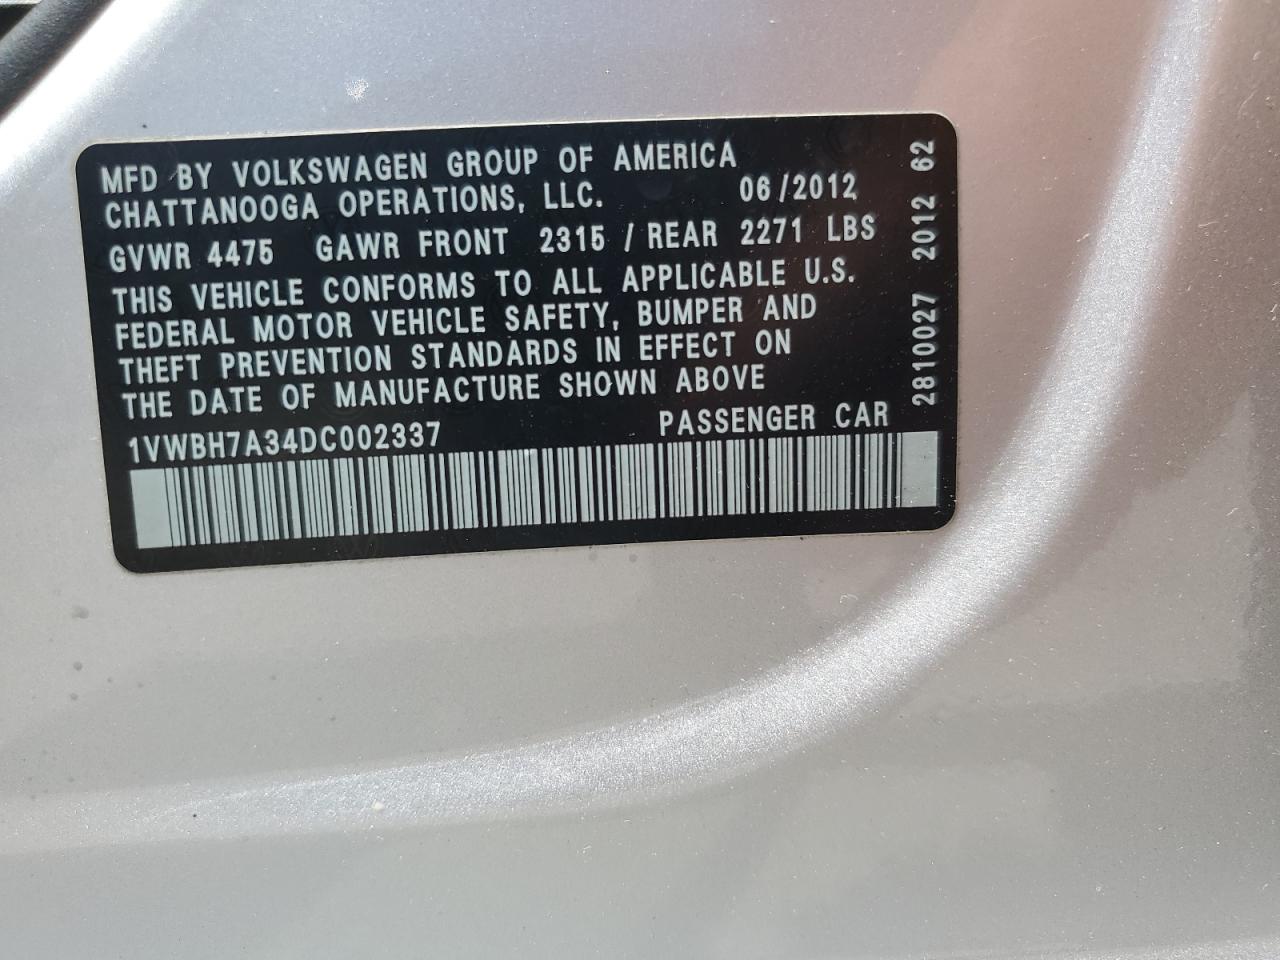 MFD BY VOLKSWAGEN GROUP OF AMERICA
CHATTANOOGA OPERATIONS, LLC. 06/2012
GVWR 4475 GAWR FRONT 2315 / REAR 2271 LBS
THIS VEHICLE CONFORMS TO ALL APPLICABLE U.S.
FEDERAL MOTOR VEHICLE SAFETY, BUMPER AND
THEFT PREVENTION STANDARDS IN EFFECT ON
THE DATE OF MANUFACTURE SHOWN ABOVE
1VWBH7A34DC002337 PASSENGER CAR
2810027 2012 62